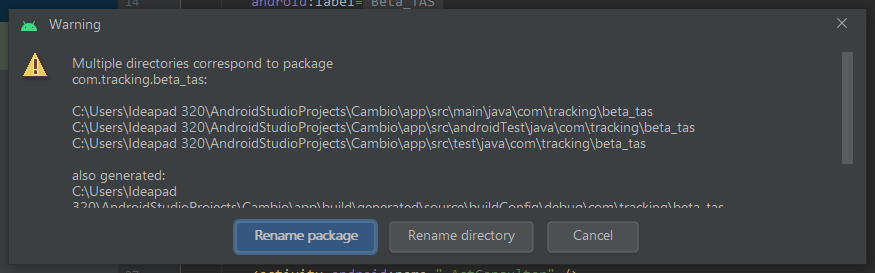 14
android:label="Beta_TAS"
Warning
Multiple directories correspond to package
com.tracking.beta_tas:
C:\Users\Ideapad 320\AndroidStudioProjects\Cambio\app\src\main\java\com\tracking\beta_tas
C:\Users\Ideapad 320\AndroidStudioProjects\Cambio\app\src\androidTest\java\com\tracking\beta_tas
C:\Users\Ideapad 320\AndroidStudioProjects\Cambio\app\src\test\java\com\tracking\beta_tas
also generated:
C:\Users\Ideapad
320\AndroidStudioProjects\Cambio\app\build\generated\source\buildConfig\debug\com\tracking\beta_tas
Rename package
Rename directory
Cancel
27
<activity android:name=".ActConsulter" />